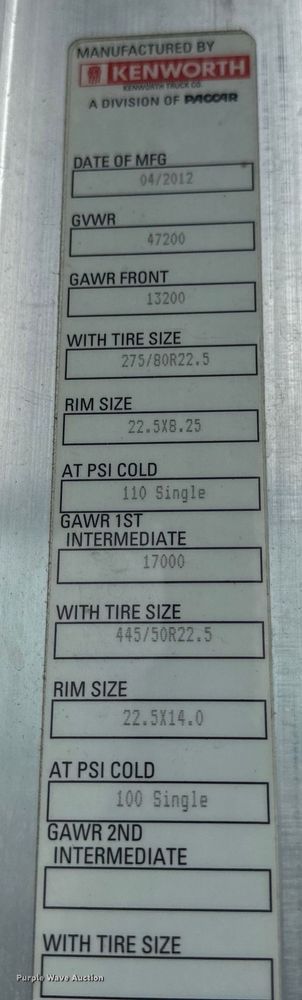 MANUFACTURED BY
KENWORTH
KENWORTH TRUCK CO.
A DIVISION OF PACCAR
DATE OF MFG
04/2012
GVWR
47200
GAWR FRONT
13200
WITH TIRE SIZE
275/80R22.5
RIM SIZE
22.5X8.25
AT PSI COLD
110 Single
GAWR 1ST
INTERMEDIATE
17000
WITH TIRE SIZE
445/50R22.5
RIM SIZE
22.5X14.0
AT PSI COLD
100 Single
GAWR 2ND
INTERMEDIATE
WITH TIRE SIZE
Purple Wave Auction